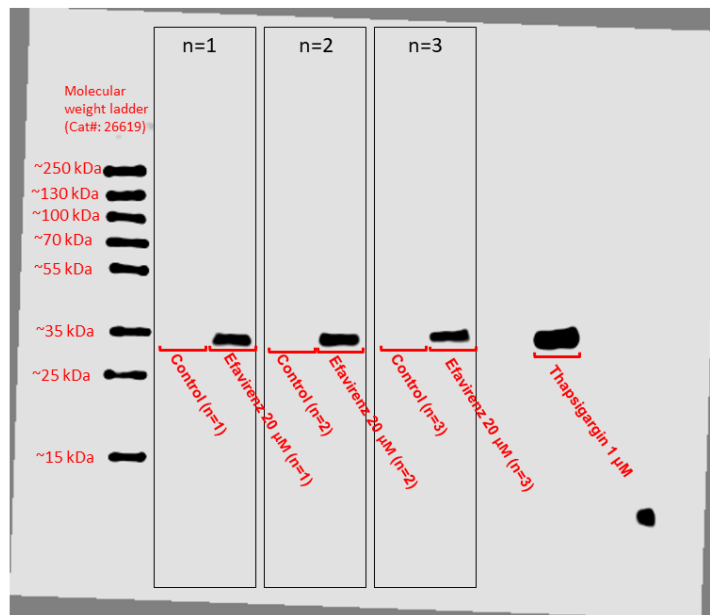 n=1
n=2
n=3
Molecular
weight ladder
(Cat#: 26619)
~250 kDa
~130 kDa
~100 kDa
~70 kDa
~55 kDa
~35 kDa
~25 kDa
~15 kDa
Control (n=1)
Efavirenz 20 µM (n=1)
Control (n=2)
Efavirenz 20 µM (n=2)
Control (n=3)
Efavirenz 20 µM (n=3)
Thapsigargin 1 µM